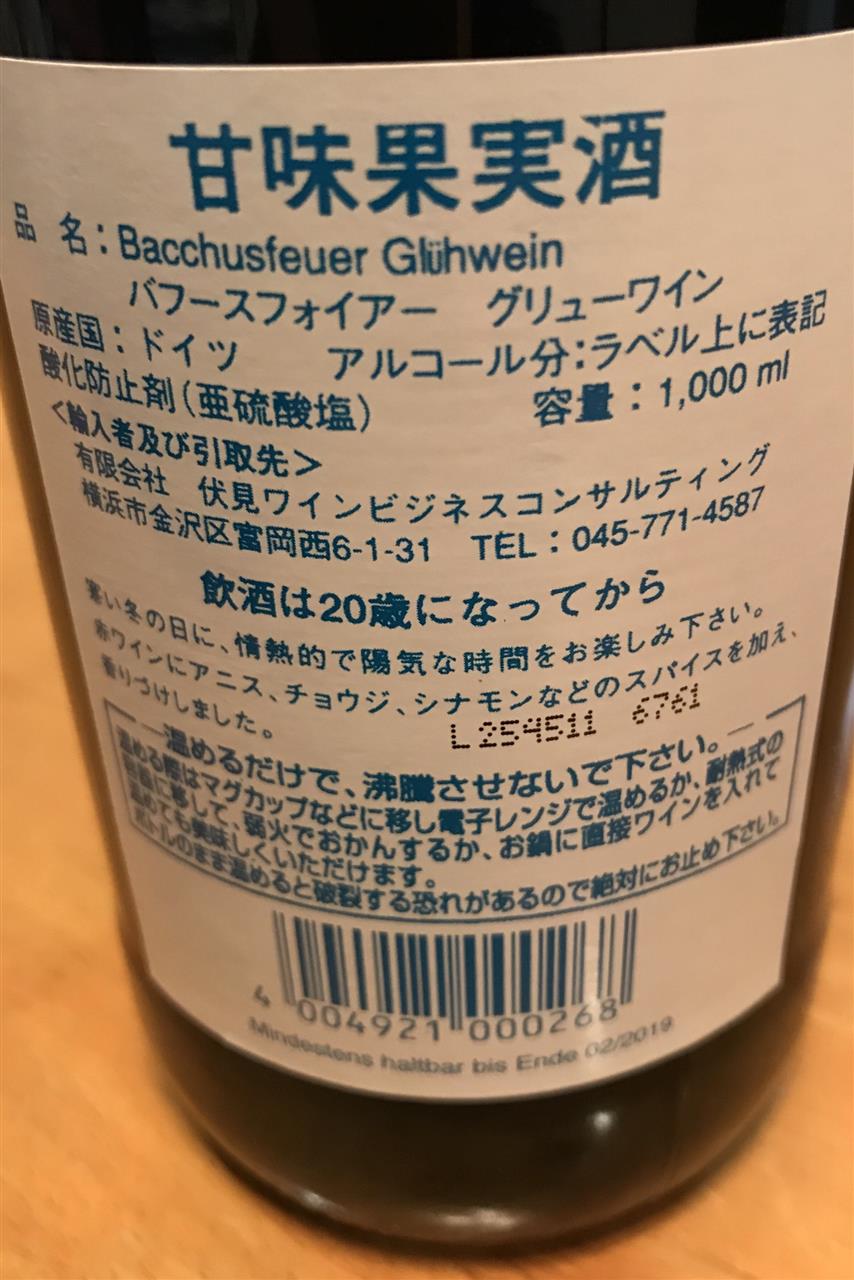 甘味果実酒
品 名：Bacchusfeuer Glühwein
バフースフォイアー グリューワイン
原産国：ドイツ アルコール分：ラベル上に表記
酸化防止剤（亜硫酸塩） 容量：1,000 ml
＜輸入者及び引取先＞
有限会社 伏見ワインビジネスコンサルティング
横浜市金沢区富岡西6-1-31 TEL：045-771-4587
飲酒は20歳になってから
寒い冬の日に、情熱的で陽気な時間をお楽しみ下さい。
赤ワインにアニス、チョウジ、シナモンなどのスパイスを加え、
香りづけしました。
L254511 6761
—温めるだけで、沸騰させないで下さい。—
温める際はマグカップなどに移し電子レンジで温めるか、耐熱式の
容器に移して、弱火でおかんするか、お鍋に直接ワインを入れて
温めても美味しくいただけます。
ボトルのまま温めると破裂する恐れがあるので絶対にお止め下さい。
4 004921 000268
Mindestens haltbar bis Ende 02/2019